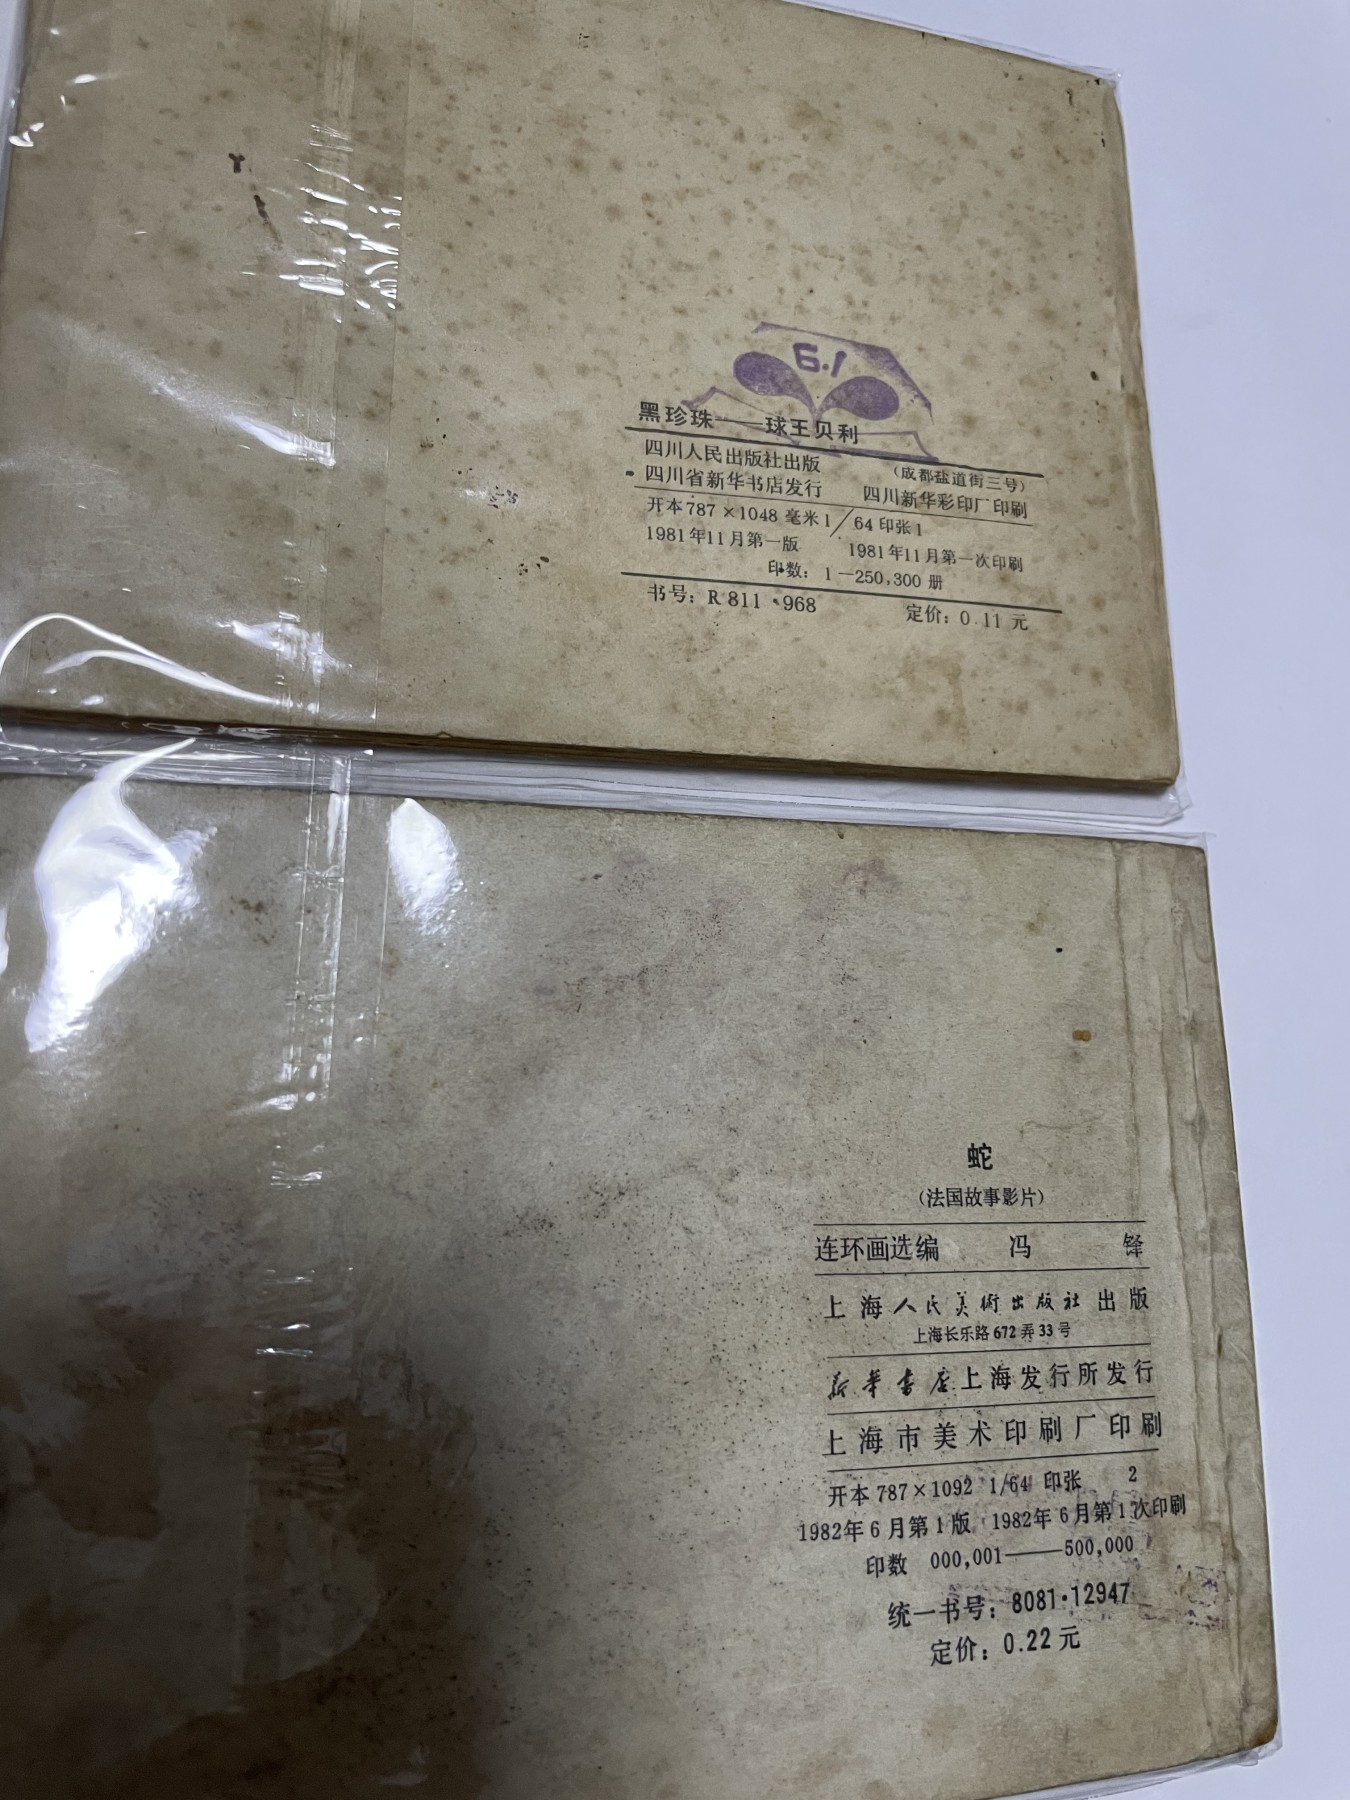 6.1
黑珍珠——球王贝利
四川人民出版社出版 (成都盐道街三号)
四川省新华书店发行 四川新华彩印厂印刷
开本787×1048 毫米1/64 印张1
1981年11月第一版 1981年11月第一次印刷
印数：1—250,300 册
书号：R 811·968 定价：0.11 元
蛇
（法国故事影片）
连环画选编 冯 铎
上海人民美術出版社出版
上海长乐路672弄33号
新華書店上海发行所发行
上海市美术印刷厂印刷
开本 787×1092 1/64 印张 2
1982年6月第1版 1982年6月第1次印刷
印数 000,001——500,000
统一书号：8081·12947
定价：0.22元